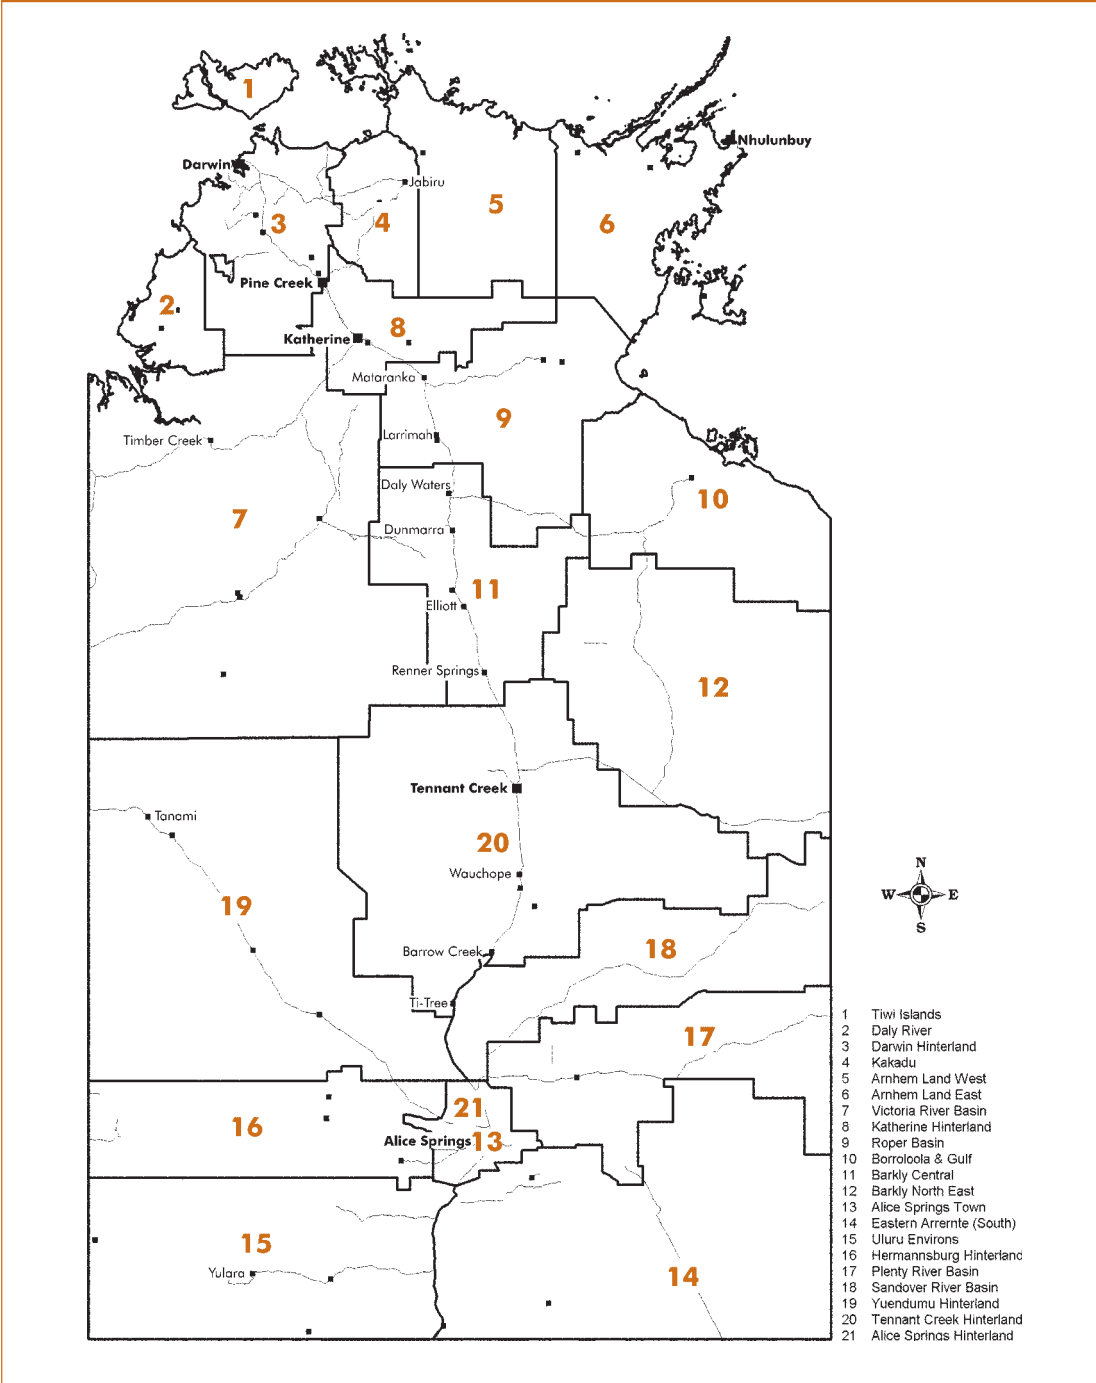 1
Nhulunbuy
Darwin
Jabiru
5
3
4
6
Pine Creek
2
8
Katherine
Mataranka
9
Larrimah
Timber Creek
Daly Waters
10
7
Dunmarra
11
Elliott
Renner Springs
12
Tennant Creek
Tanami
20
N
Wauchope
W E
19
S
Barrow Creek
18
Ti-Tree
17
21
16
Alice Springs
13
15
Yulara
14
1 Tiwi Islands
2 Daly River
3 Darwin Hinterland
4 Kakadu
5 Arnhem Land West
6 Arnhem Land East
7 Victoria River Basin
8 Katherine Hinterland
9 Roper Basin
10 Borroloola & Gulf
11 Barkly Central
12 Barkly North East
13 Alice Springs Town
14 Eastern Arrernte (South)
15 Uluru Environs
16 Hermannsburg Hinterland
17 Plenty River Basin
18 Sandover River Basin
19 Yuendumu Hinterland
20 Tennant Creek Hinterland
21 Alice Springs Hinterland